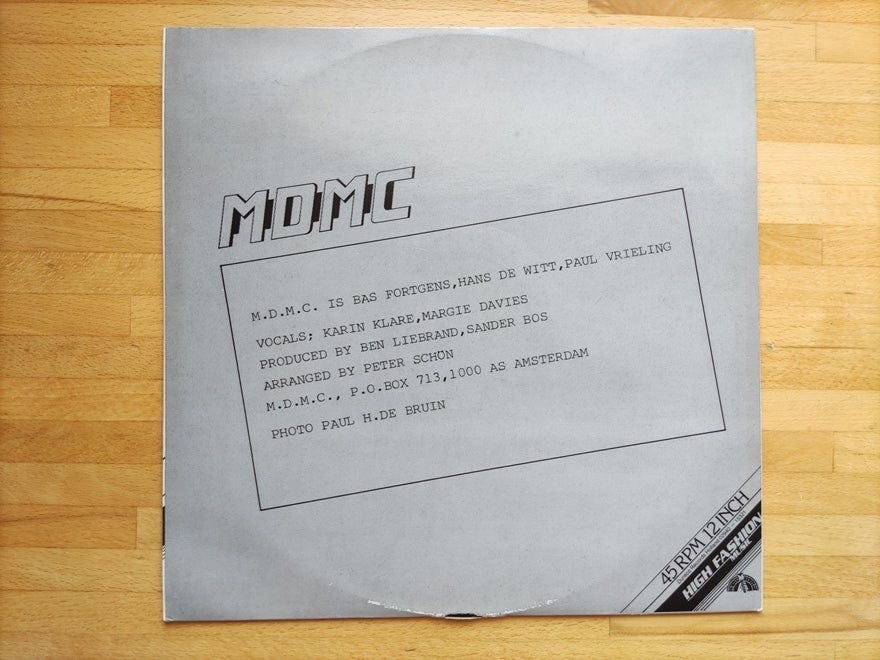 MDMC
M.D.M.C. IS BAS FORTGENS,HANS DE WITT,PAUL VRIELING
VOCALS; KARIN KLARE,MARGIE DAVIES
PRODUCED BY BEN LIEBRAND,SANDER BOS
ARRANGED BY PETER SCHÖN
M.D.M.C., P.O.BOX 713,1000 AS AMSTERDAM
PHOTO PAUL H.DE BRUIN
45 RPM 12 INCH
HIGH FASHION
MUSIC